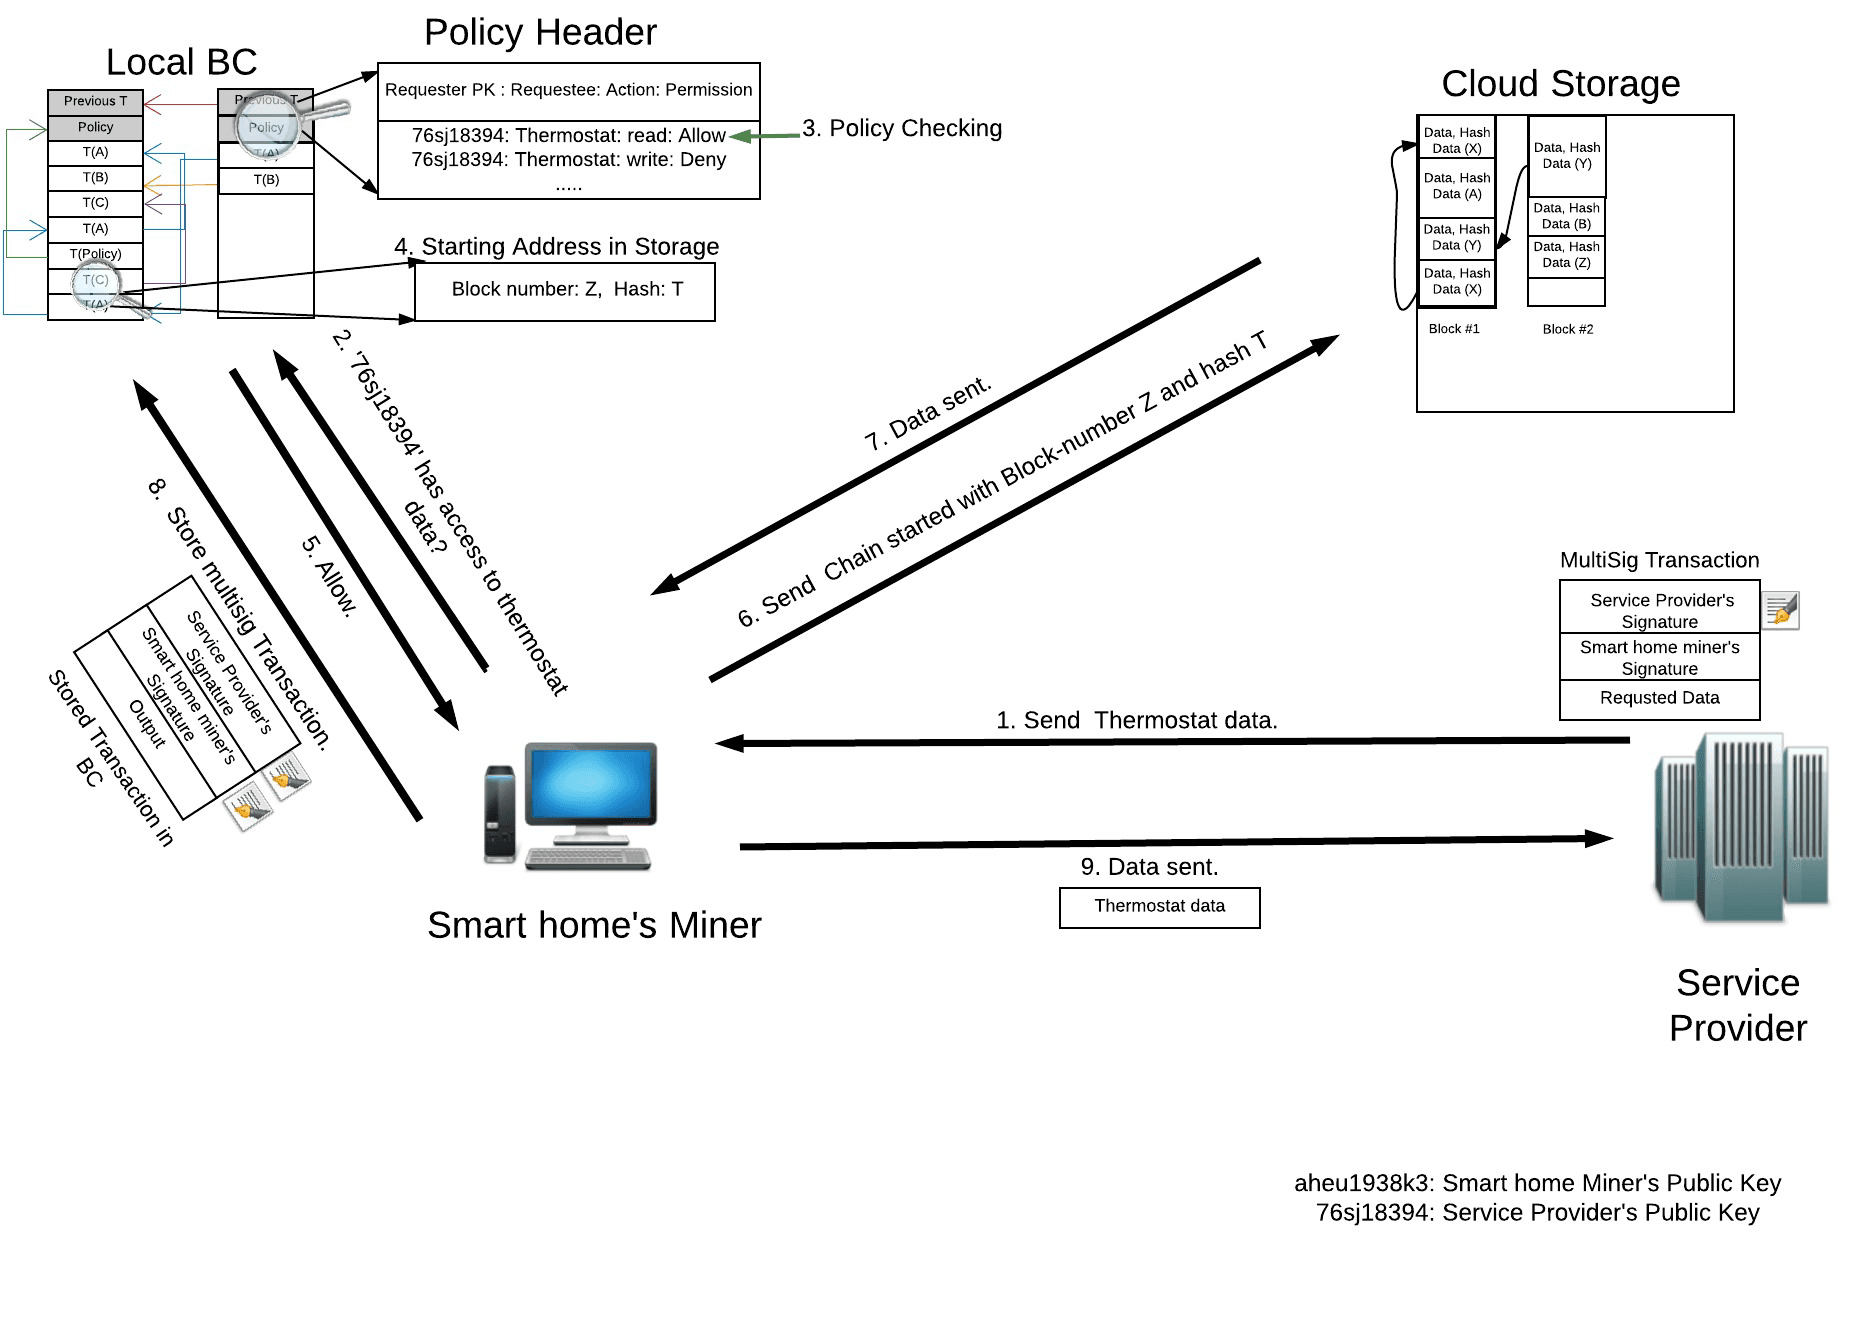 Policy Header
Local BC
Cloud Storage
Previous T
Policy
T(A)
T(B)
T(C)
T(A)
T(Policy)
T(C)
T(A)
Previous T
Policy
T(A)
T(B)
Requester PK : Requestee: Action: Permission
76sj18394: Thermostat: read: Allow
76sj18394: Thermostat: write: Deny
.....
3. Policy Checking
4. Starting Address in Storage
Block number: Z, Hash: T
Data, Hash
Data (X)
Data, Hash
Data (A)
Data, Hash
Data (Y)
Data, Hash
Data (X)
Block #1
Data, Hash
Data (Y)
Data, Hash
Data (B)
Data, Hash
Data (Z)
Block #2
2. '76sj18394' has access to thermostat
data?
5. Allow.
8. Store multisig Transaction.
Service Provider's
Signature
Smart home miner's
Signature
Output
Stored Transaction in
BC
7. Data sent.
6. Send Chain started with Block-number Z and hash T
MultiSig Transaction
Service Provider's
Signature
Smart home miner's
Signature
Requsted Data
1. Send Thermostat data.
9. Data sent.
Thermostat data
Smart home's Miner
Service
Provider
aheu1938k3: Smart home Miner's Public Key
76sj18394: Service Provider's Public Key